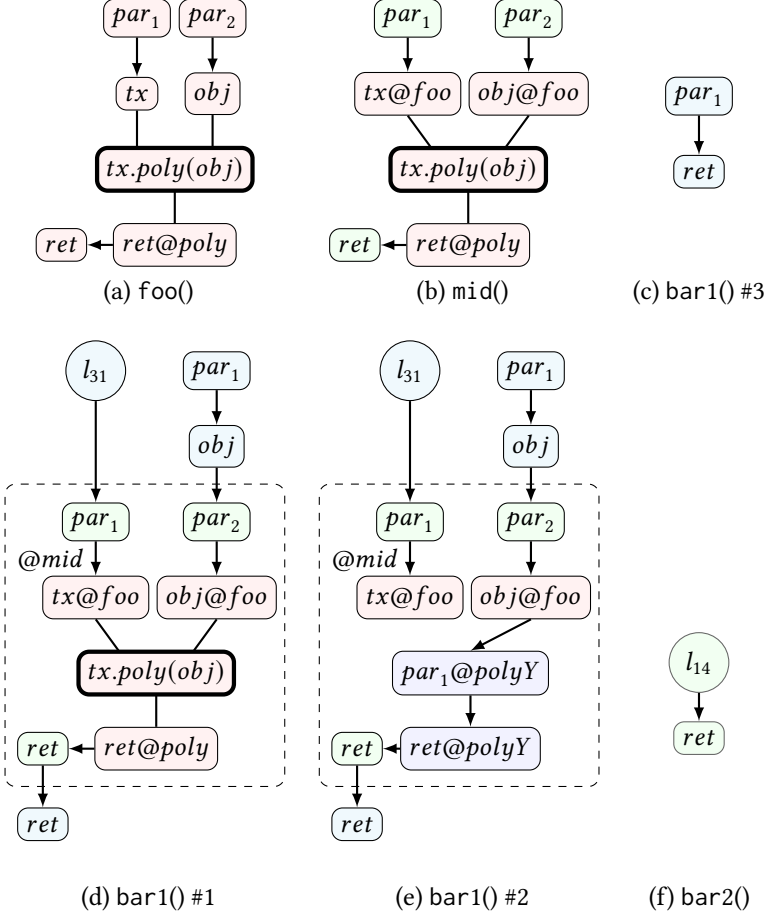 par₁ par₂
tx obj
tx.poly(obj)
ret ret@poly
(a) foo()
par₁ par₂
tx@foo obj@foo
tx.poly(obj)
ret ret@poly
(b) mid()
par₁
ret
(c) bar1() #3
l₃₁ par₁
obj
par₁ par₂
@mid
tx@foo obj@foo
tx.poly(obj)
ret ret@poly
ret
(d) bar1() #1
l₃₁ par₁
obj
par₁ par₂
@mid
tx@foo obj@foo
par₁@polyY
ret ret@polyY
ret
(e) bar1() #2
l₁₄
ret
(f) bar2()